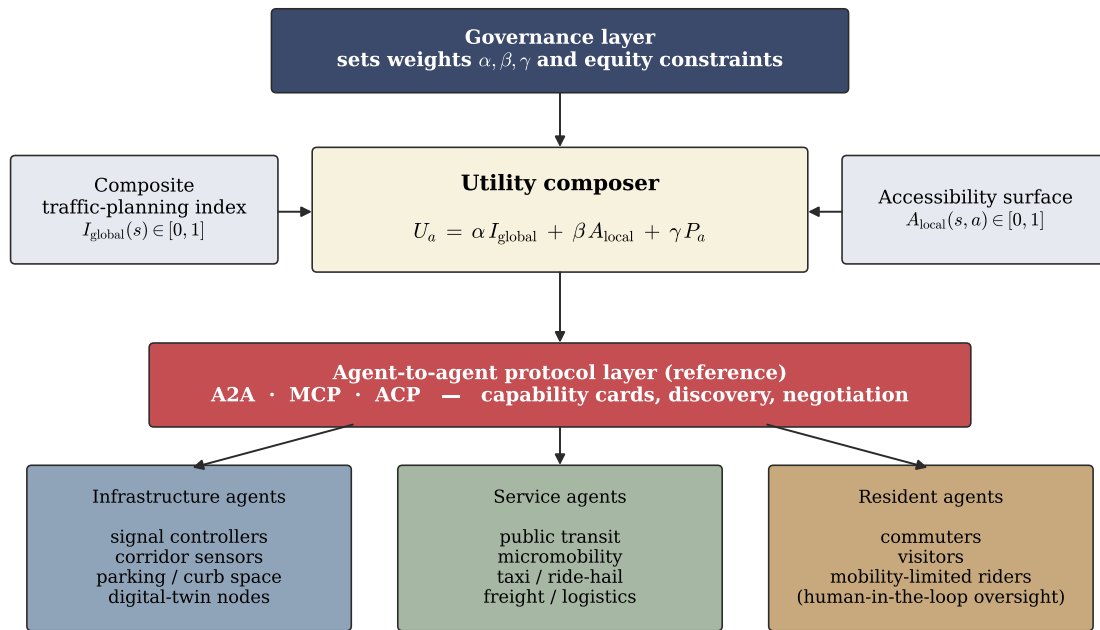 Governance layer
sets weights α, β, γ and equity constraints
Composite
traffic-planning index
I_global(s) ∈ [0, 1]
Utility composer
U_a = α I_global + β A_local + γ P_a
Accessibility surface
A_local(s, a) ∈ [0, 1]
Agent-to-agent protocol layer (reference)
A2A · MCP · ACP — capability cards, discovery, negotiation
Infrastructure agents
signal controllers
corridor sensors
parking / curb space
digital-twin nodes
Service agents
public transit
micromobility
taxi / ride-hail
freight / logistics
Resident agents
commuters
visitors
mobility-limited riders
(human-in-the-loop oversight)